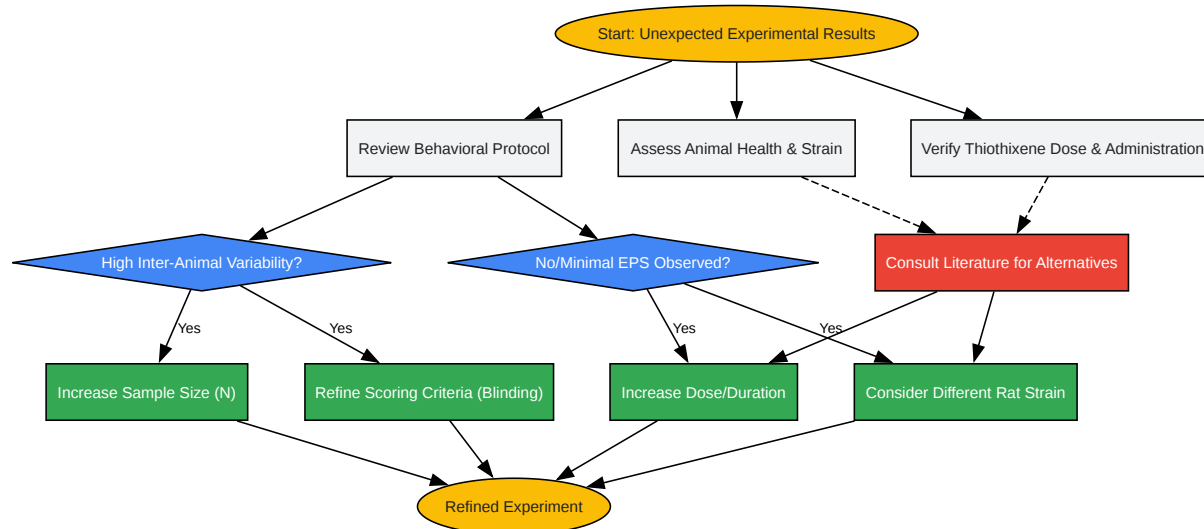 Start: Unexpected Experimental Results
Review Behavioral Protocol
Assess Animal Health & Strain
Verify Thiothixene Dose & Administration
High Inter-Animal Variability?
No/Minimal EPS Observed?
Consult Literature for Alternatives
Yes
Yes
Yes
Yes
Increase Sample Size (N)
Refine Scoring Criteria (Blinding)
Increase Dose/Duration
Consider Different Rat Strain
Refined Experiment